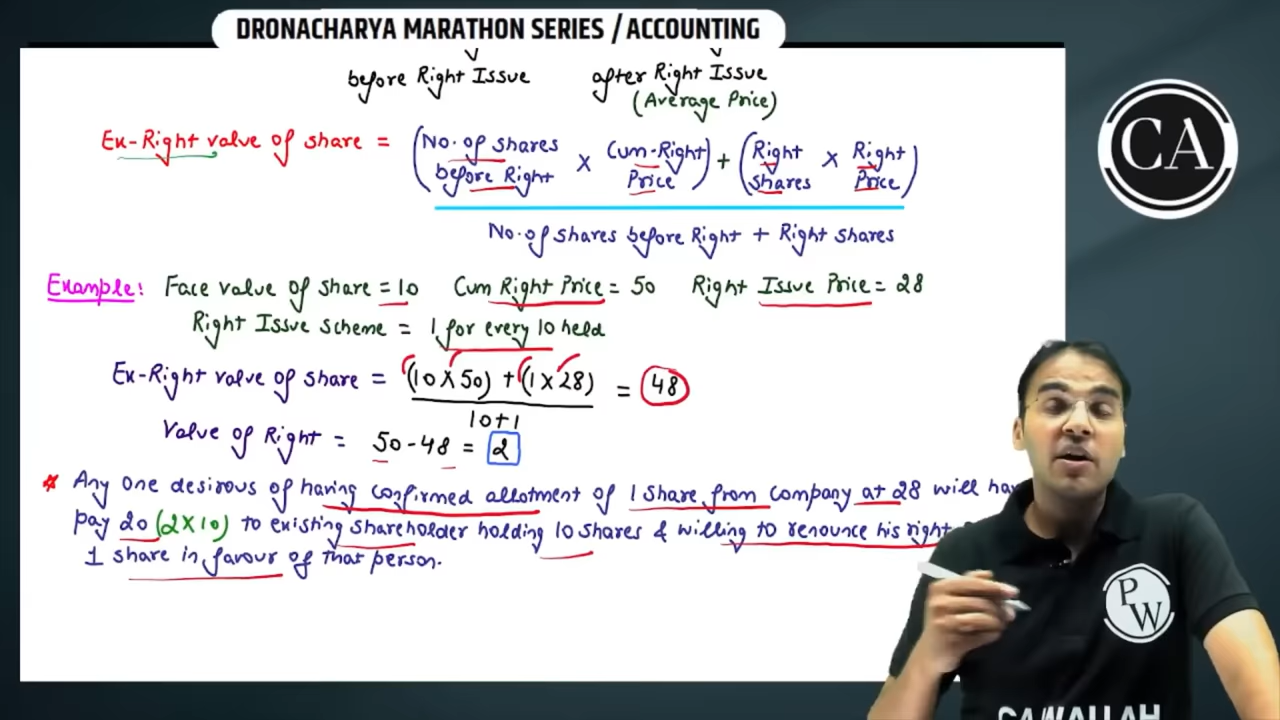 DRONACHARYA MARATHON SERIES / ACCOUNTING
before Right Issue after Right Issue
(Average Price)
Ex-Right value of share = (No. of shares before Right × Cum-Right Price) + (Right shares × Right Price)
No. of shares before Right + Right shares
Example: Face value of share = 10 Cum Right Price = 50 Right Issue Price = 28
Right Issue scheme = 1 for every 10 held
Ex-Right value of share = (10 × 50) + (1 × 28) = 48
10+1
Value of Right = 50 - 48 = 2
* Any one desirous of having confirmed allotment of 1 share from company at 28 will
pay 20 (2×10) to existing shareholder holding 10 shares & willing to renounce his right
1 share in favour of that person.
CA
PW
CAWALLAH